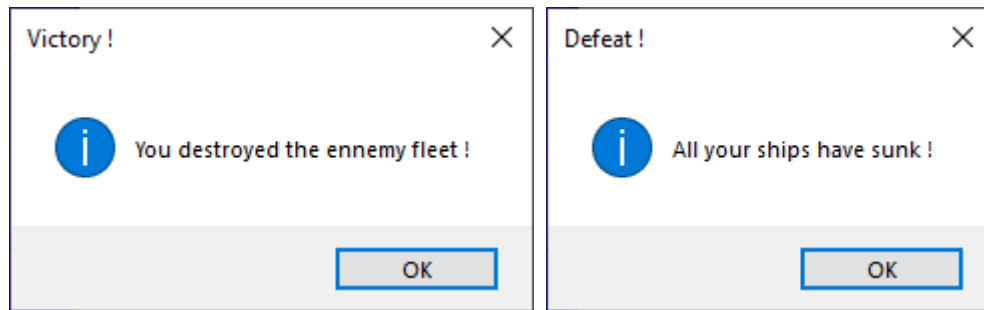 Victory !
You destroyed the ennemy fleet !
OK
Defeat !
All your ships have sunk !
OK